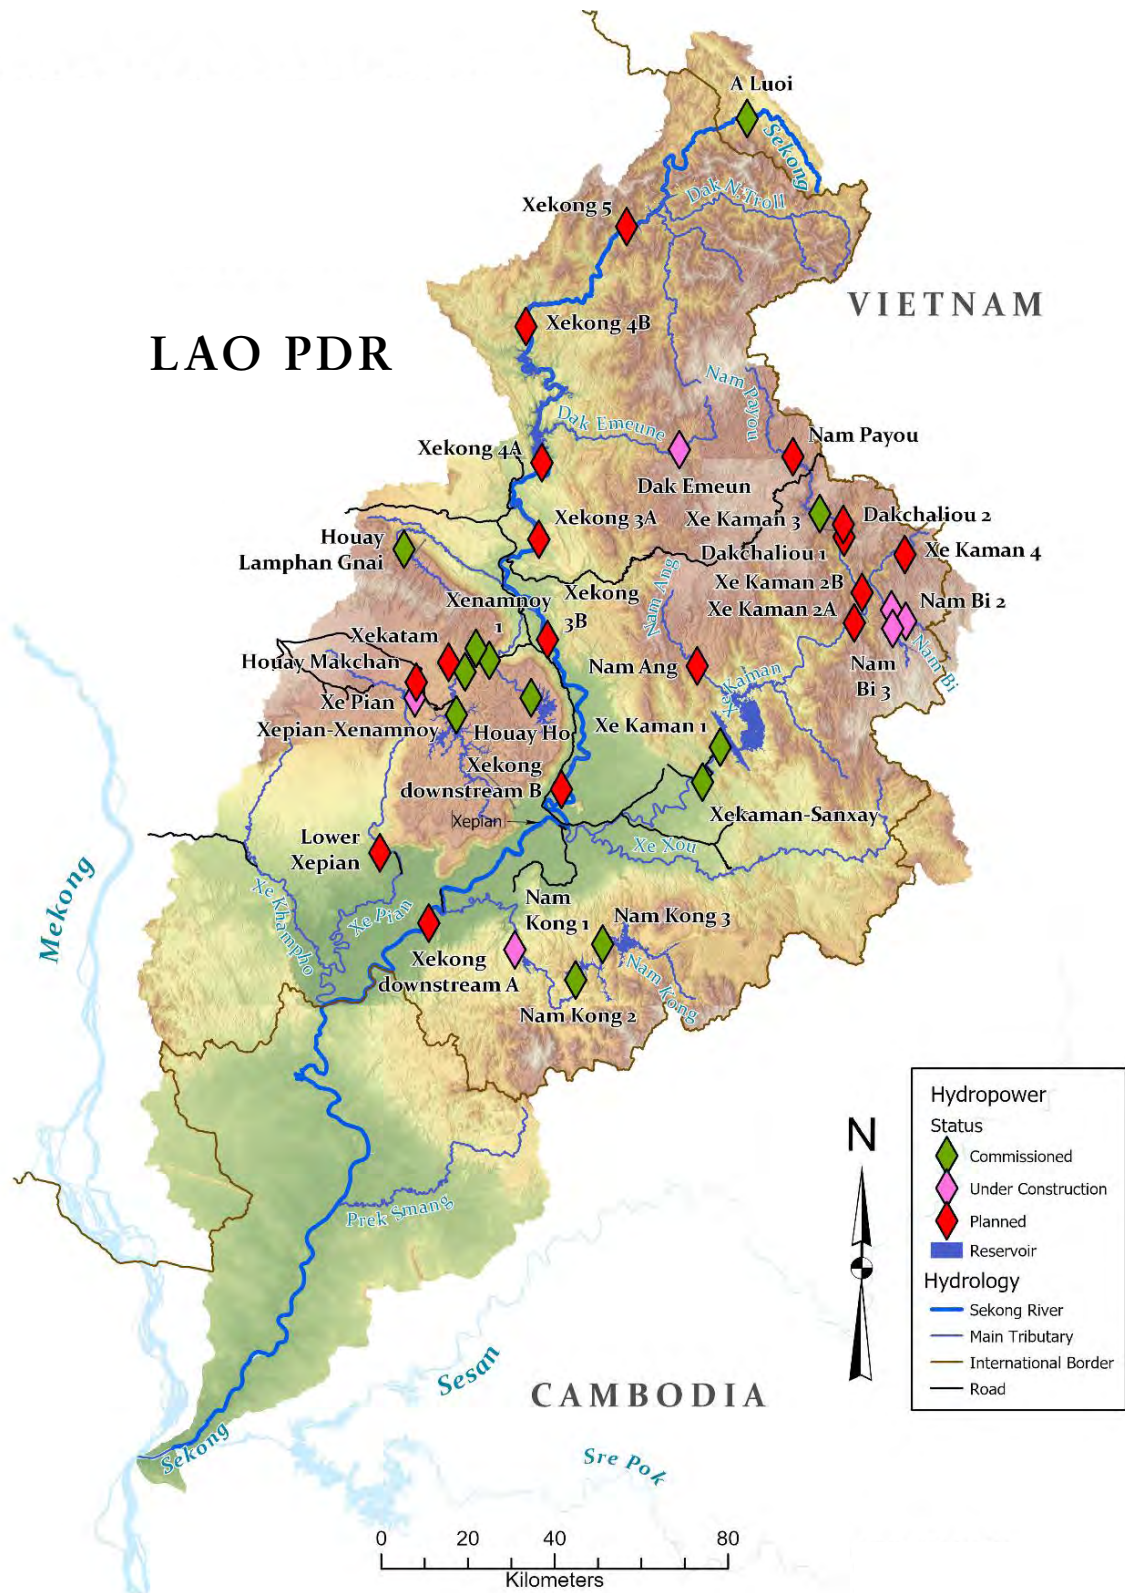 A Luoi
Sekong
Dak N.Troll
Xekong 5
VIETNAM
Xekong 4B
LAO PDR
Nam Payou
Dak Emeune
Nam Payou
Xekong 4A
Dak Emeun
Xekong 3A
Xe Kaman 3
Dakchaliou 2
Houay
Lamphan Gnai
Dakchaliou 1
Xe Kaman 4
Nam Ang
Xekong
3B
Xe Kaman 2B
Xenamnoy
1
Xe Kaman 2A
Nam Bi 2
Xekatam
Houay Makchan
Nam Ang
Nam
Bi 3
Nam Bi
Xe Kaman
Xe Pian
Xepian-Xenamnoy
Houay Ho
Xe Kaman 1
Xekong
downstream B
Xepian
Xekaman-Sanxay
Lower
Xepian
Xe Xou
Mekong
Xe Khampho
Xe Pian
Nam
Kong 1
Nam Kong 3
Xekong
downstream A
Nam Kong
Nam Kong 2
Prek Smang
Sesan
CAMBODIA
Sekong
Sre Pok
N
Hydropower
Status
Commissioned
Under Construction
Planned
Reservoir
Hydrology
Sekong River
Main Tributary
International Border
Road
0 20 40 80
Kilometers